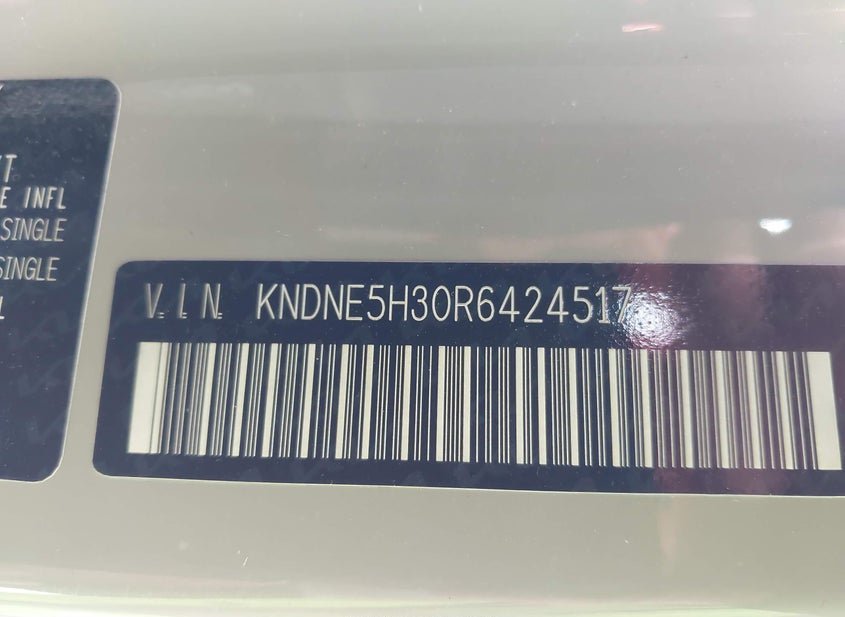 E INFL
SINGLE
SINGLE
V.I.N. KNDNE5H30R6424517